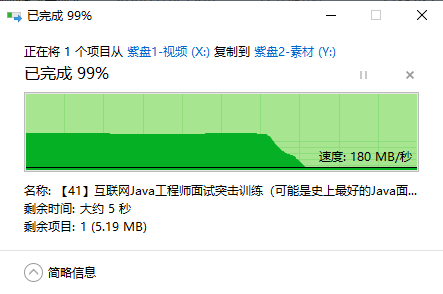 已完成 99%
正在将 1 个项目从 紫盘1-视频 (X:) 复制到 紫盘2-素材 (Y:)
已完成 99%
速度: 180 MB/秒
名称: 【41】互联网Java工程师面试突击训练（可能是史上最好的Java面...
剩余时间: 大约 5 秒
剩余项目: 1 (5.19 MB)
简略信息